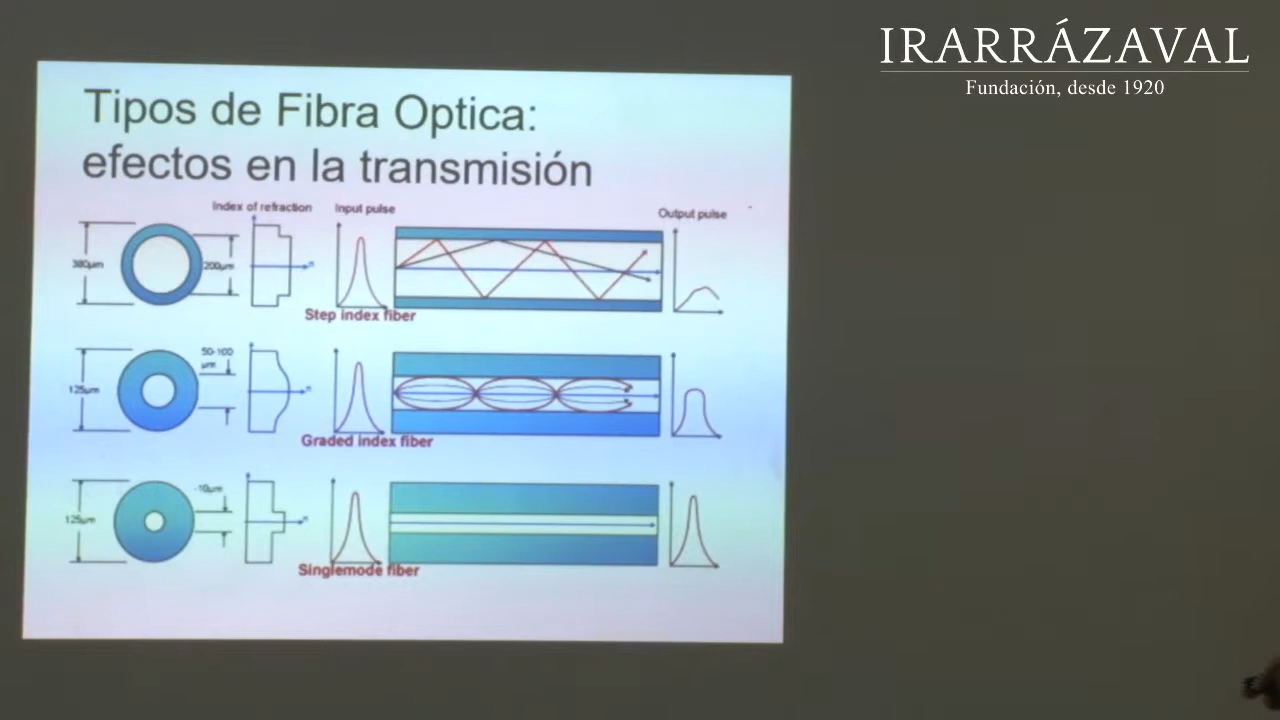 IRARRÁZAVAL
Fundación, desde 1920
Tipos de Fibra Optica:
efectos en la transmisión
Index of refraction
Input pulse
Output pulse
380µm
200µm
n
Step index fiber
50-100
µm
125µm
n
Graded index fiber
-10µm
125µm
n
Singlemode fiber